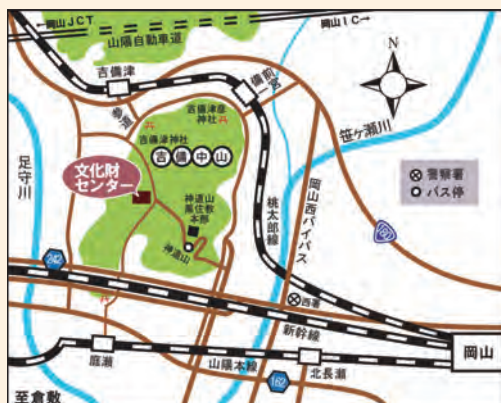 ←岡山JCT
岡山IC→
山陽自動車道
吉備津
備前一宮
N
参道
吉備津彦
神社
吉備津神社
吉備中山
笹ヶ瀬川
足守川
文化財
センター
神道山
黒住教
本部
神道山
桃太郎線
岡山西バイパス
警察署
バス停
180
242
西署
新幹線
岡山
庭瀬
山陽本線
北長瀬
162
至倉敷